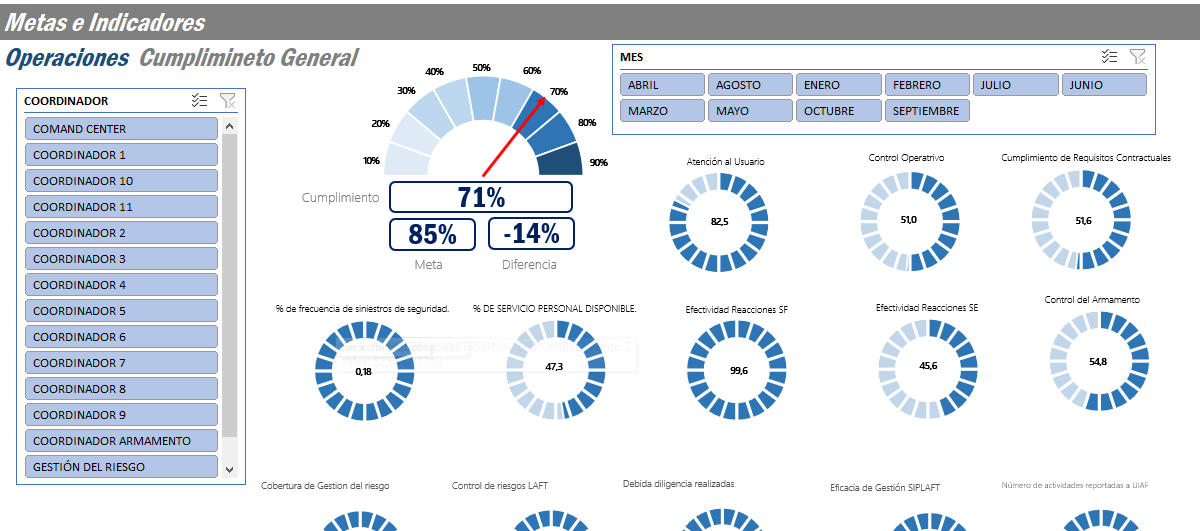 Metas e Indicadores
Operaciones Cumplimineto General
COORDINADOR
COMAND CENTER
COORDINADOR 1
COORDINADOR 10
COORDINADOR 11
COORDINADOR 2
COORDINADOR 3
COORDINADOR 4
COORDINADOR 5
COORDINADOR 6
COORDINADOR 7
COORDINADOR 8
COORDINADOR 9
COORDINADOR ARMAMENTO
GESTIÓN DEL RIESGO
10%
20%
30%
40%
50%
60%
70%
80%
90%
Cumplimiento
71%
85%
-14%
Meta
Diferencia
MES
ABRIL
AGOSTO
ENERO
FEBRERO
JULIO
JUNIO
MARZO
MAYO
OCTUBRE
SEPTIEMBRE
Atención al Usuario
82,5
Control Operatrivo
51,0
Cumplimiento de Requisitos Contractuales
51,6
% de frecuencia de siniestros de seguridad.
0,18
% DE SERVICIO PERSONAL DISPONIBLE.
47,3
Efectividad Reacciones SF
99,6
Efectividad Reacciones SE
45,6
Control del Armamento
54,8
Cobertura de Gestion del riesgo
Control de riesgos LAFT
Debida diligencia realizadas
Eficacia de Gestión SIPLAFT
Número de actividades reportadas a UIAF